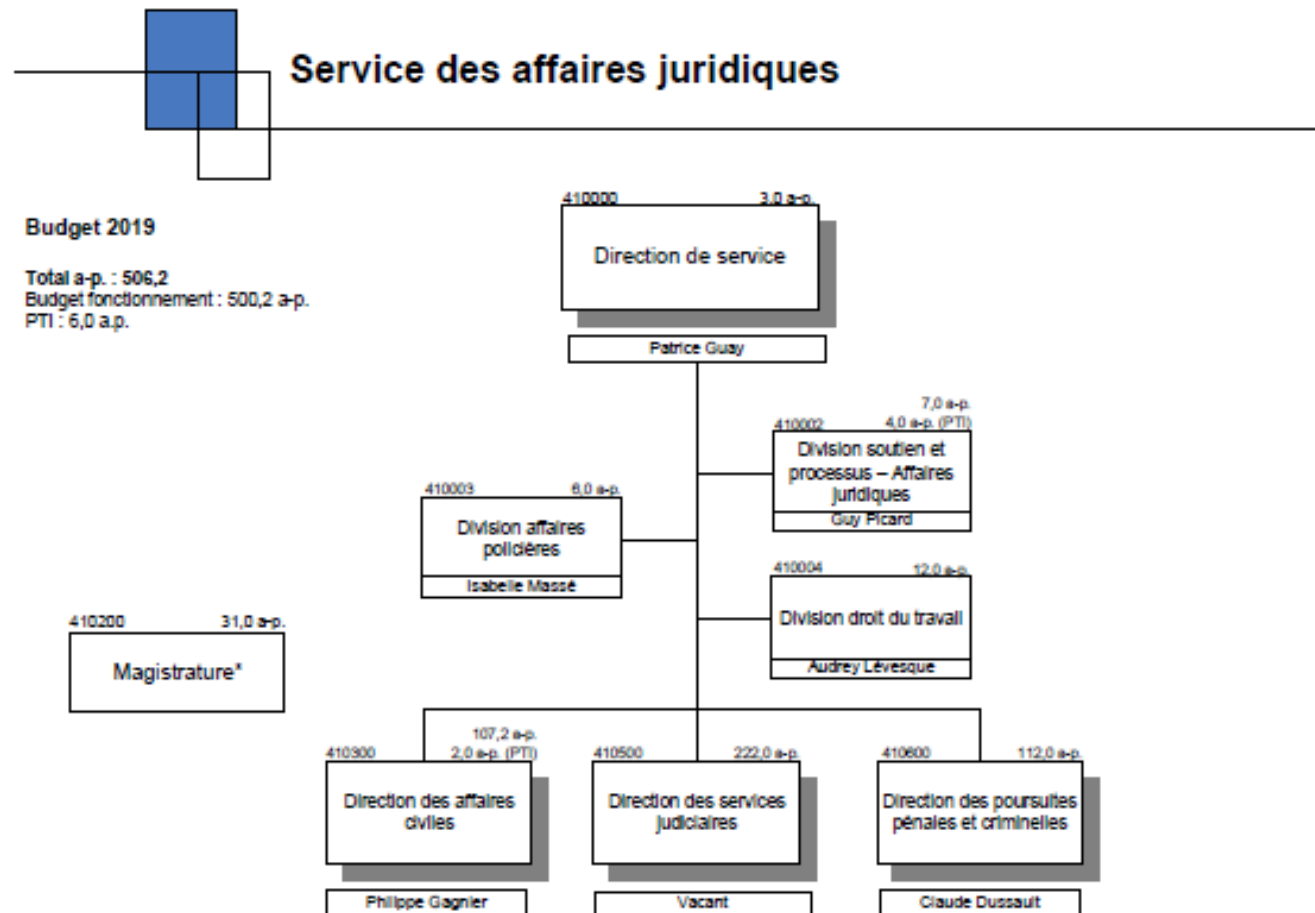 Service des affaires juridiques
Budget 2019
Total a-p. : 506,2
Budget fonctionnement : 500,2 a-p.
PTI : 6,0 a.p.
410000 3,0 a-p.
Direction de service
Patrice Guay
7,0 a-p.
410002 4,0 a-p. (PTI)
Division soutien et
processus – Affaires
juridiques
Guy Picard
410003 6,0 a-p.
Division affaires
policières
Isabelle Massé
410004 12,0 a-p.
Division droit du travail
Audrey Lévesque
410200 31,0 a-p.
Magistrature*
107,2 a-p.
410300 2,0 a-p. (PTI)
Direction des affaires
civiles
Philippe Gagnier
410500 222,0 a-p.
Direction des services
judiciaires
Vacant
410600 112,0 a-p.
Direction des poursuites
pénales et criminelles
Claude Dussault